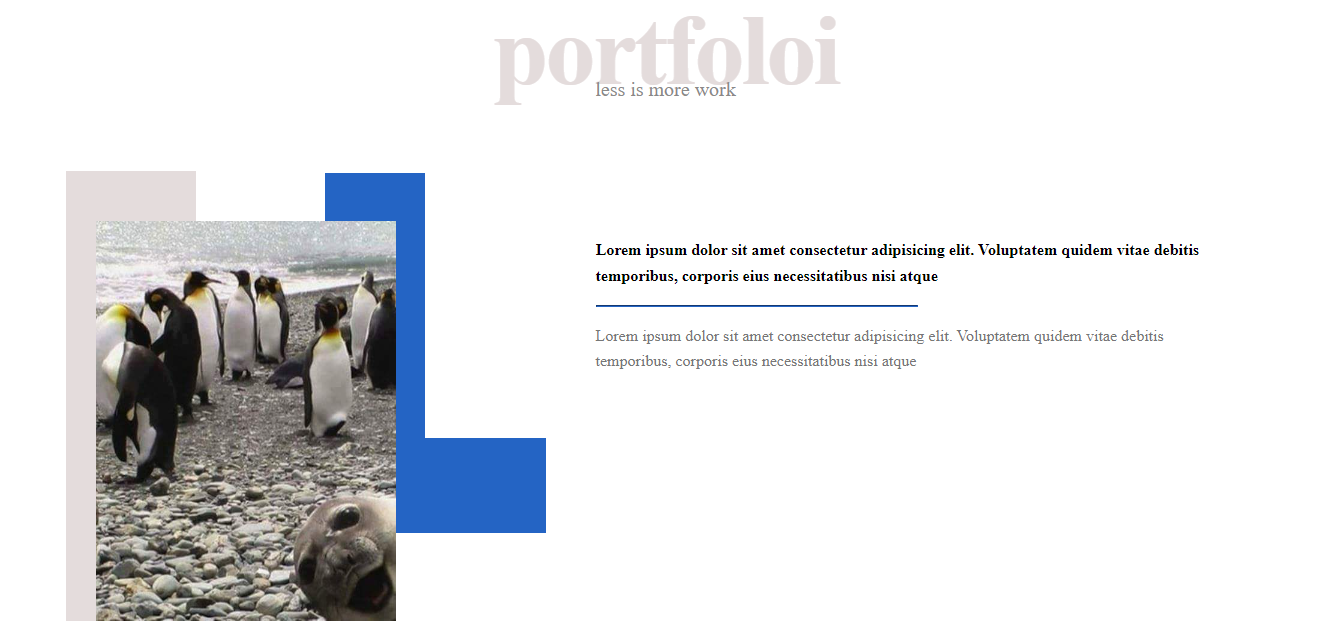 portfoloi
less is more work
Lorem ipsum dolor sit amet consectetur adipisicing elit. Voluptatem quidem vitae debitis
temporibus, corporis eius necessitatibus nisi atque
Lorem ipsum dolor sit amet consectetur adipisicing elit. Voluptatem quidem vitae debitis
temporibus, corporis eius necessitatibus nisi atque